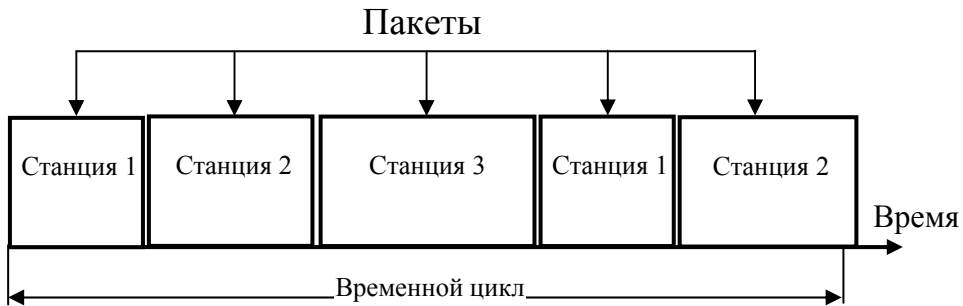 Пакеты
Станция 1
Станция 2
Станция 3
Станция 1
Станция 2
Время
Временной цикл